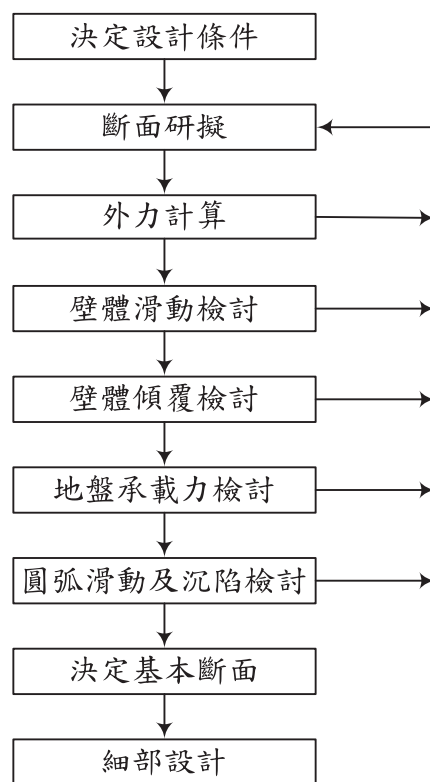 決定設計條件
斷面研擬
外力計算
壁體滑動檢討
壁體傾覆檢討
地盤承載力檢討
圓弧滑動及沉陷檢討
決定基本斷面
細部設計